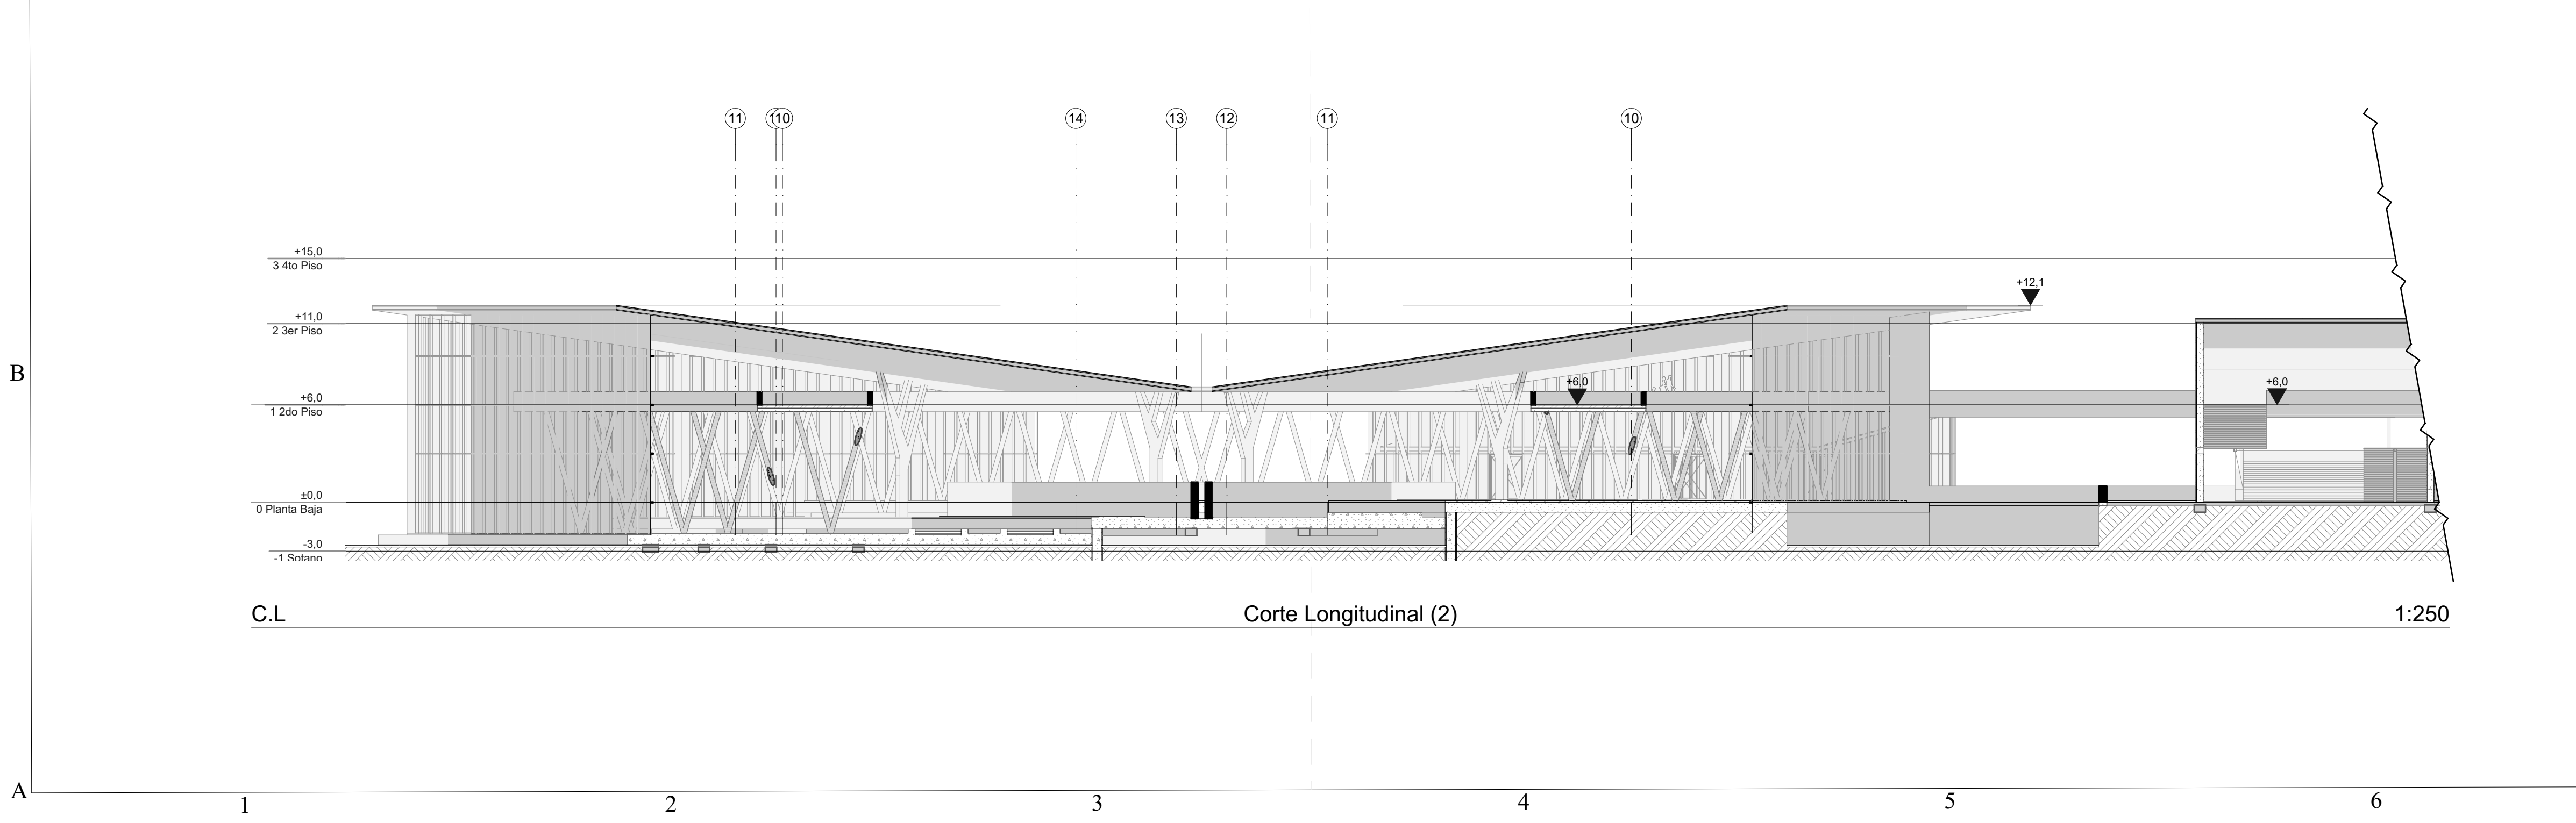 11 10 14 13 12 11 10
+15,0
3 4to Piso
+12,1
+11,0
2 3er Piso
B
+6,0
1 2do Piso
+6,0
+6,0
±0,0
0 Planta Baja
-3,0
-1 Sotano
C.L Corte Longitudinal (2) 1:250
A
1 2 3 4 5 6